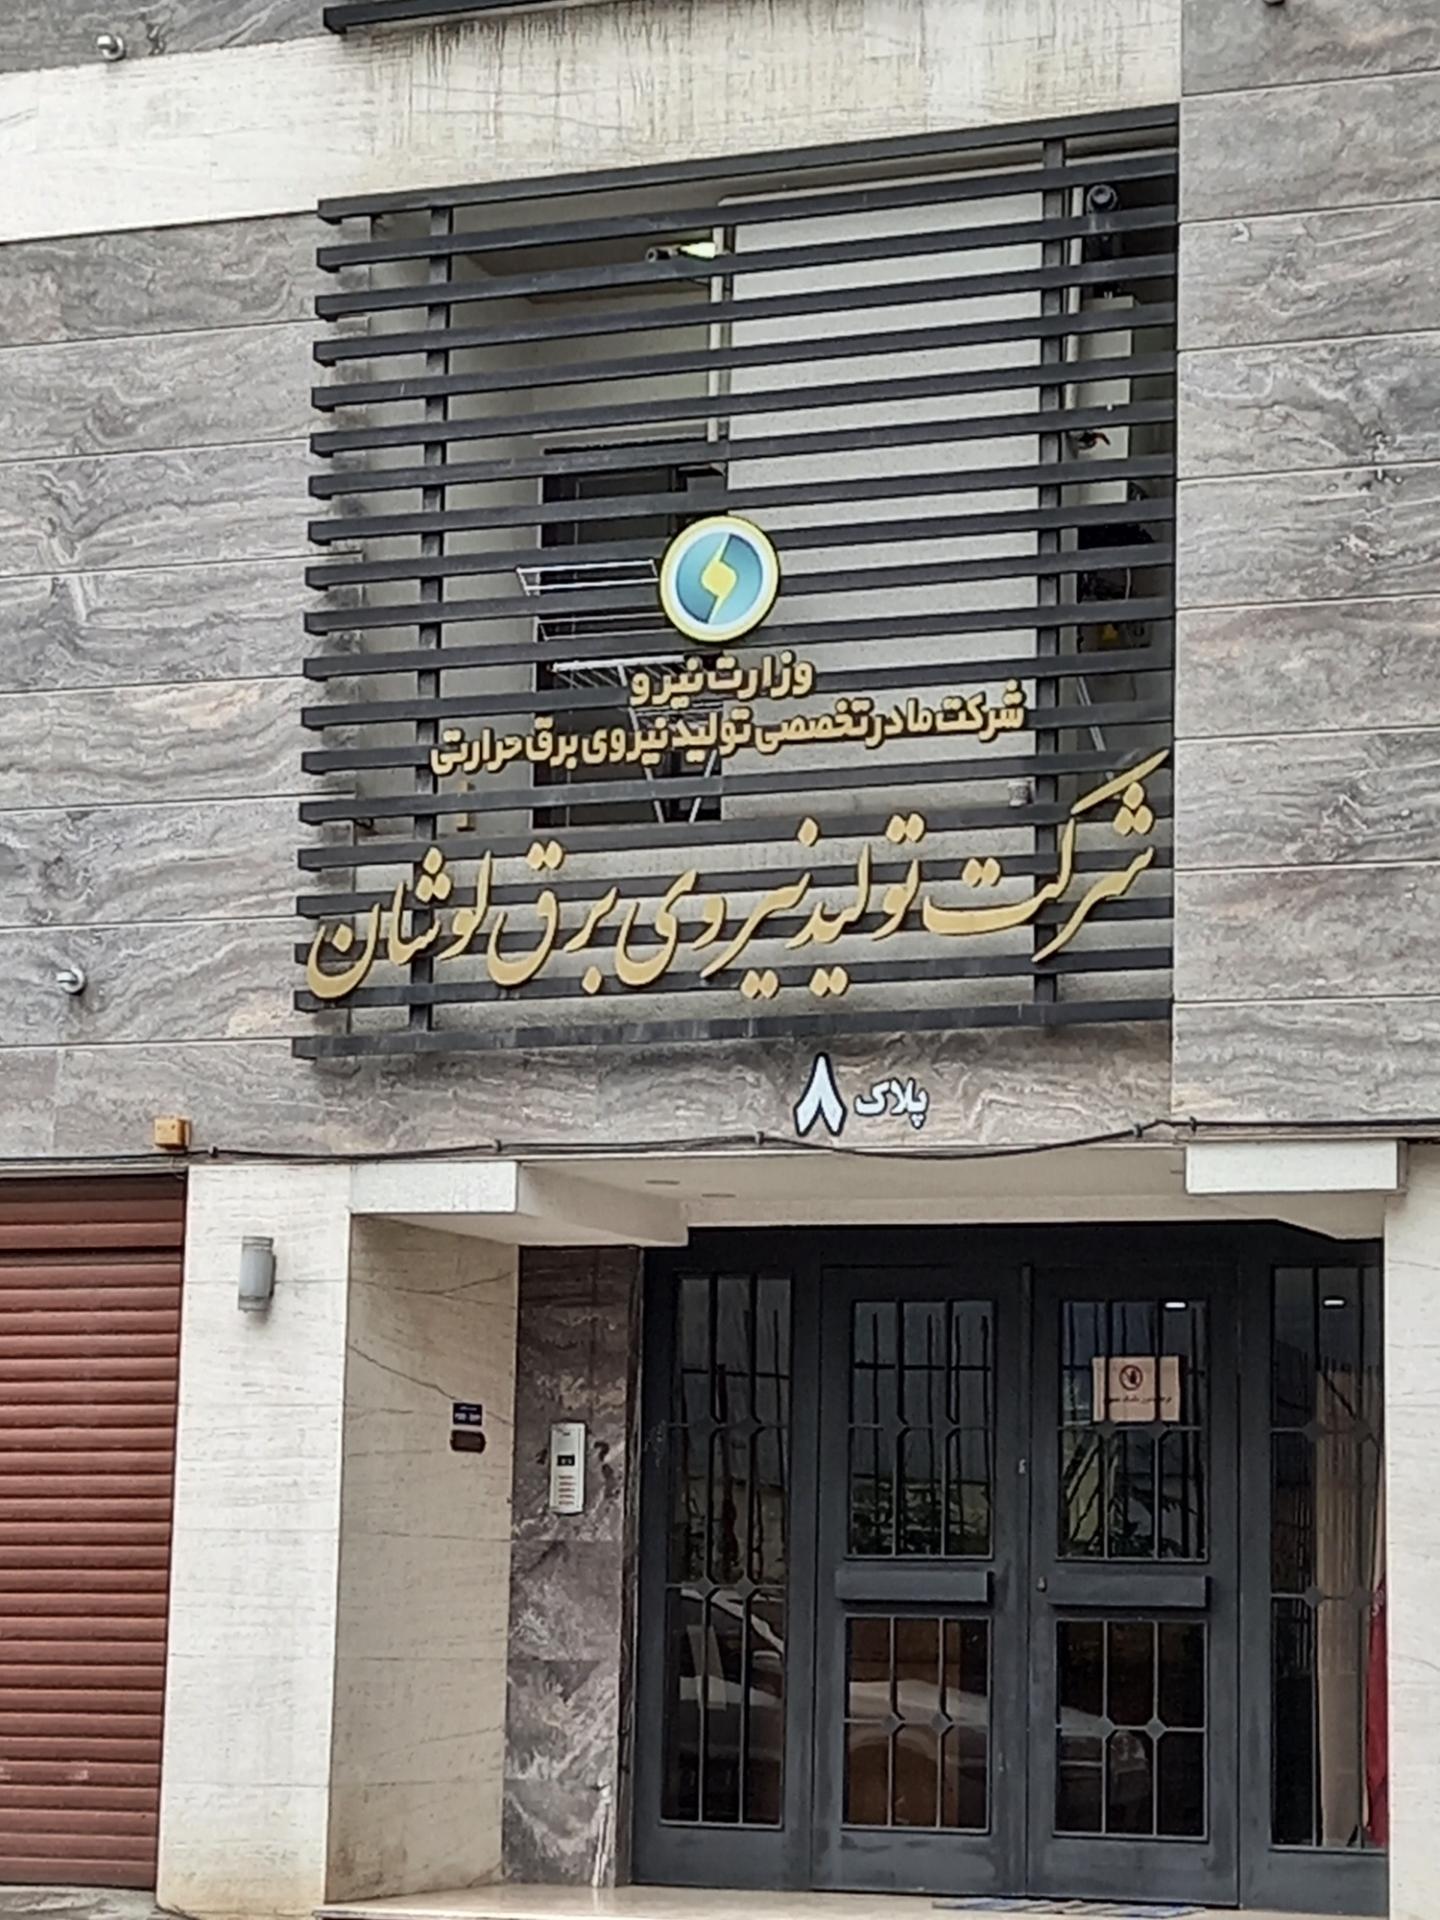 وزارت نیرو
شرکت مادر تخصصی تولید نیروی برق حرارتی
شرکت تولید نیروی برق لوشان
پلاک ۸